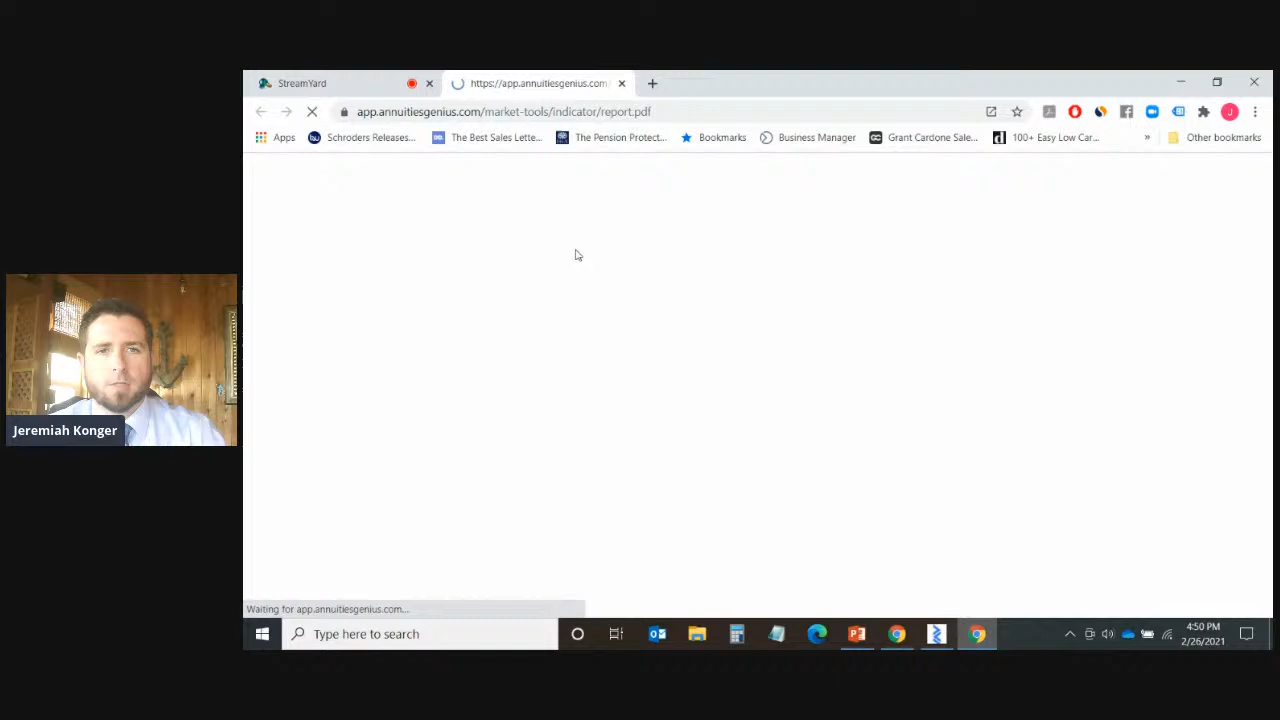 StreamYard
https://app.annuitiesgenius.com
app.annuitiesgenius.com/market-tools/indicator/report.pdf
Apps
Schroders Releases...
The Best Sales Lette...
The Pension Protect...
Bookmarks
Business Manager
Grant Cardone Sale...
100+ Easy Low Car...
»
Other bookmarks
J
Jeremiah Konger
Waiting for app.annuitiesgenius.com...
Type here to search
4:50 PM
2/26/2021